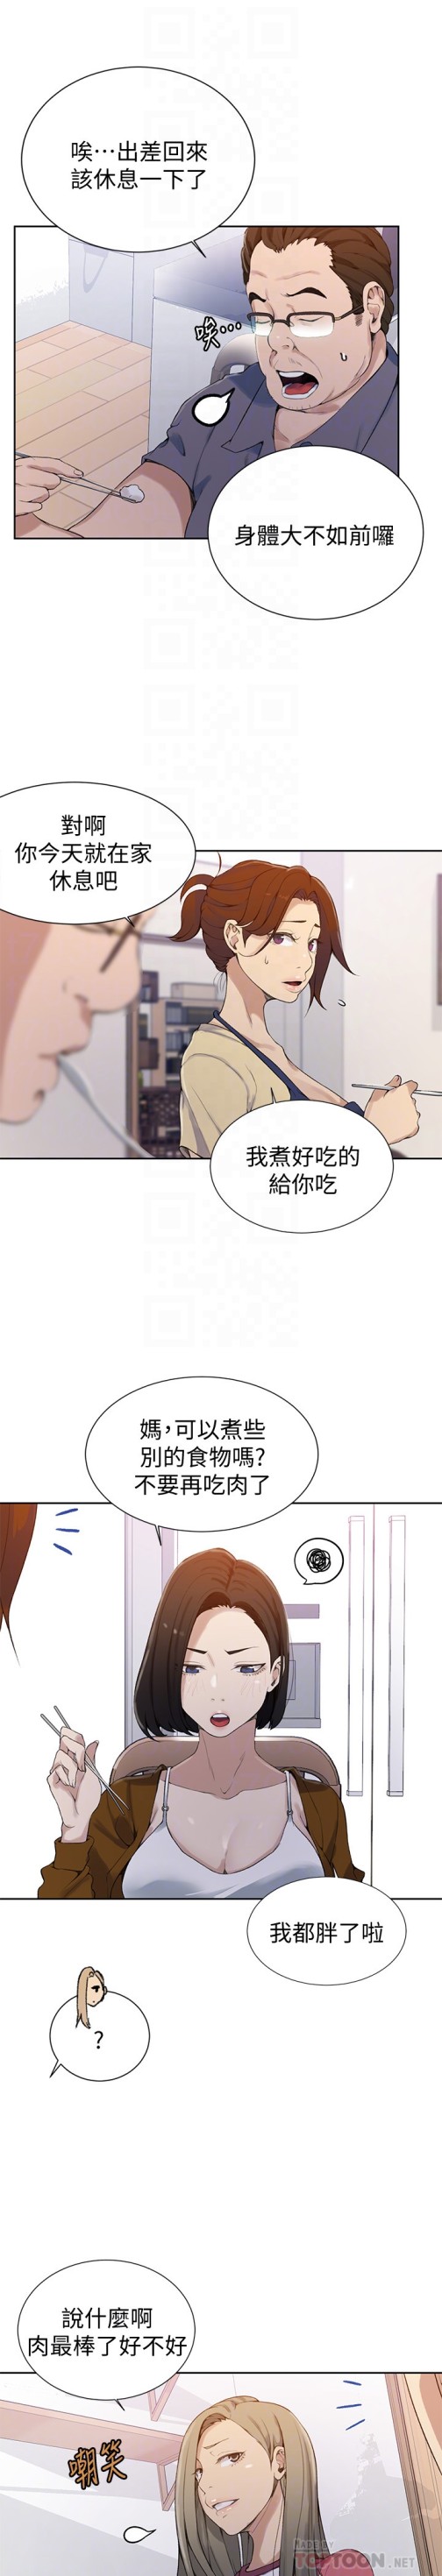 唉⋯出差回來
該休息一下了
唉⋯
身體大不如前囉
對啊
你今天就在家
休息吧
我煮好吃的
給你吃
媽，可以煮些
別的食物嗎?
不要再吃肉了
我都胖了啦
?
說什麼啊
肉最棒了好不好
嘲笑
MADE by
TOPTOON.NET